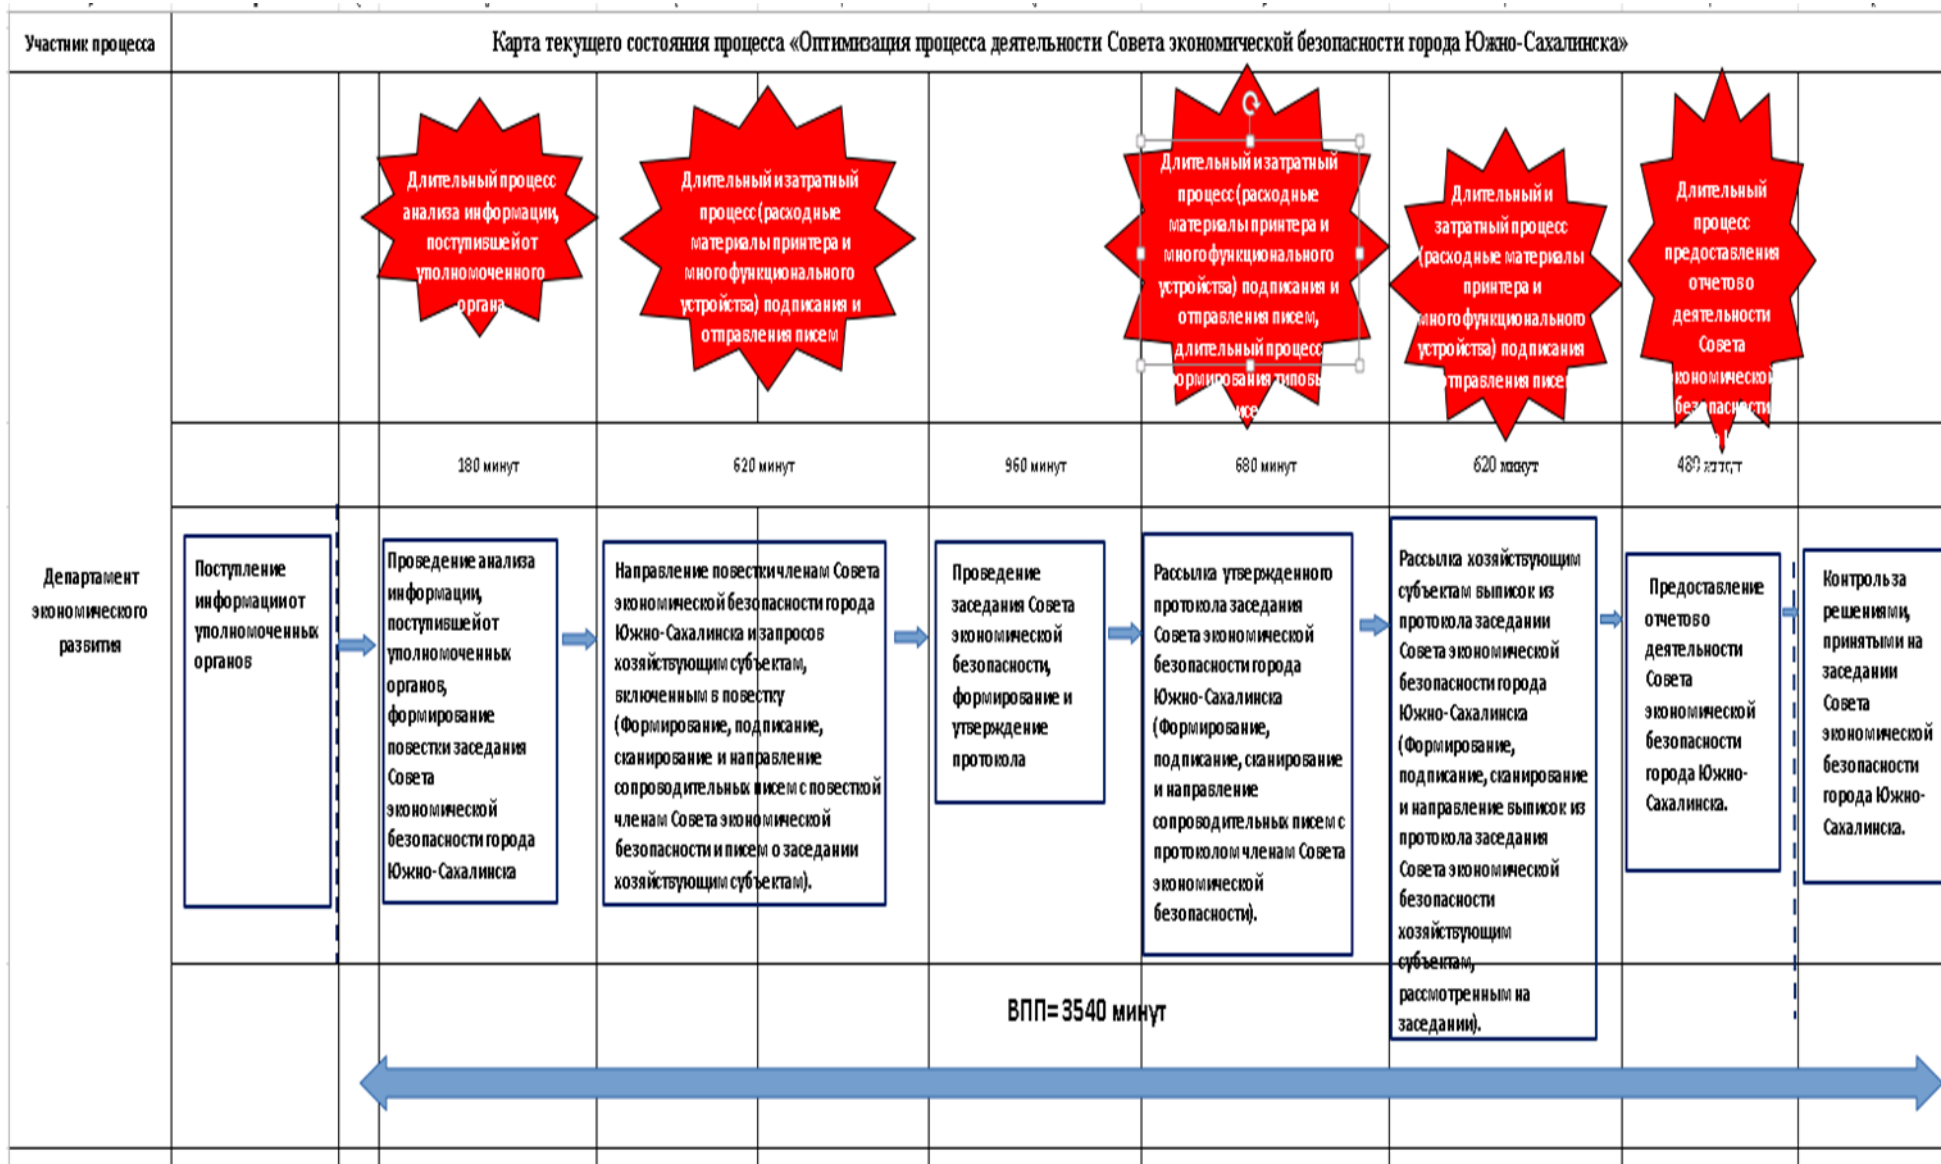 Участник процесса
Карта текущего состояния процесса «Оптимизация процесса деятельности Совета экономической безопасности города Южно-Сахалинска»
Длительный процесс
анализа информации,
поступившей от
уполномоченного
органа
Длительный и затратный
процесс (расходные
материалы принтера и
многофункционального
устройства) подписания и
отправления писем
Длительный и затратный
процесс (расходные
материалы принтера и
многофункционального
устройства) подписания и
отправления писем,
длительный процесс
Длительный и
затратный процесс
(расходные материалы
принтера и
многофункционального
устройства) подписания
Длительный
процесс
предоставления
отчетов о
деятельности
Совета
экономической
безопасности
180 минут
620 минут
960 минут
680 минут
620 минут
480 минут
Департамент
экономического
развития
Поступление
информации от
уполномоченных
органов
Проведение анализа
информации,
поступившей от
уполномоченных
органов,
формирование
повестки заседания
Совета
экономической
безопасности города
Южно-Сахалинска
Направление повестки членам Совета
экономической безопасности города
Южно-Сахалинска и запросов
хозяйствующим субъектам,
включенным в повестку
(Формирование, подписание,
сканирование и направление
сопроводительных писем с повесткой
членам Совета экономической
безопасности и писем о заседании
хозяйствующим субъектам).
Проведение
заседания Совета
экономической
безопасности,
формирование и
утверждение
протокола
Рассылка утвержденного
протокола заседания
Совета экономической
безопасности города
Южно-Сахалинска
(Формирование,
подписание, сканирование
и направление
сопроводительных писем с
протоколом членам Совета
экономической
безопасности).
Рассылка хозяйствующим
субъектам выписок из
протокола заседании
Совета экономической
безопасности города
Южно-Сахалинска
(Формирование,
подписание, сканирование
и направление выписок из
протокола заседания
Совета экономической
безопасности
хозяйствующим
субъектам,
рассмотренным на
заседании).
Предоставление
отчетов о
деятельности
Совета
экономической
безопасности
города Южно-
Сахалинска.
Контроль за
решениями,
принятыми на
заседании
Совета
экономической
безопасности
города Южно-
Сахалинска.
ВПП= 3540 минут